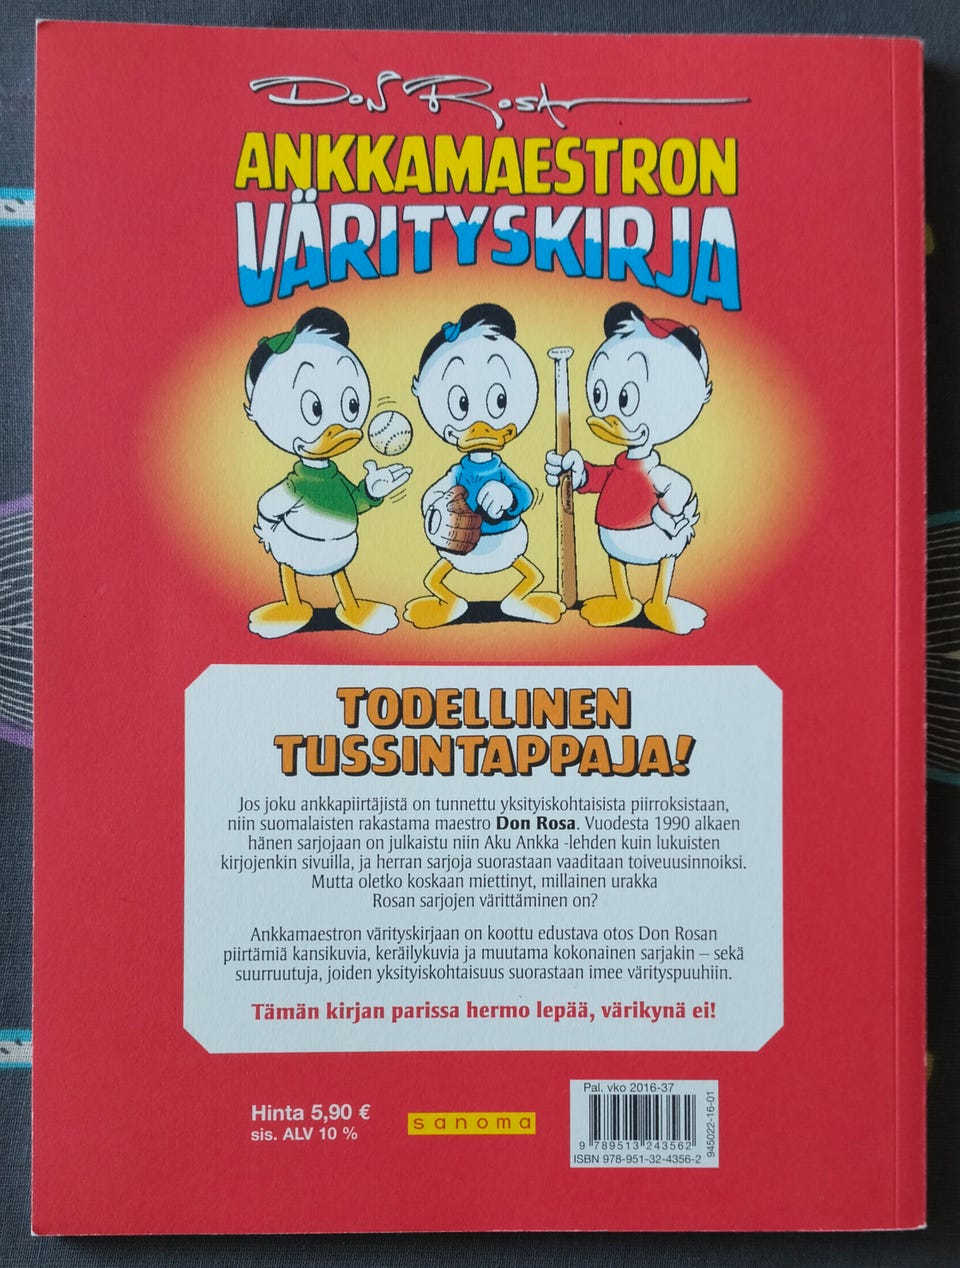 Don Rosa
ANKKAMAESTRON
VÄRITYSKIRJA
TODELLINEN
TUSSINTAPPAJA!
Jos joku ankkapiirtäjistä on tunnettu yksityiskohtaisista piirroksistaan,
niin suomalaisten rakastama maestro Don Rosa. Vuodesta 1990 alkaen
hänen sarjojaan on julkaistu niin Aku Ankka -lehden kuin lukuisten
kirjojenkin sivuilla, ja herran sarjoja suorastaan vaaditaan toiveuusinnoiksi.
Mutta oletko koskaan miettinyt, millainen urakka
Rosan sarjojen värittäminen on?
Ankkamaestron värityskirjaan on koottu edustava otos Don Rosan
piirtämiä kansikuvia, keräilykuvia ja muutama kokonainen sarjakin – sekä
suurruutuja, joiden yksityiskohtaisuus suorastaan imee värityspuuhiin.
Tämän kirjan parissa hermo lepää, värikynä ei!
Hinta 5,90 €
sis. ALV 10 %
sanoma
Pal. vko 2016-37
9 789513 243562
ISBN 978-951-32-4356-2
945022-16-01